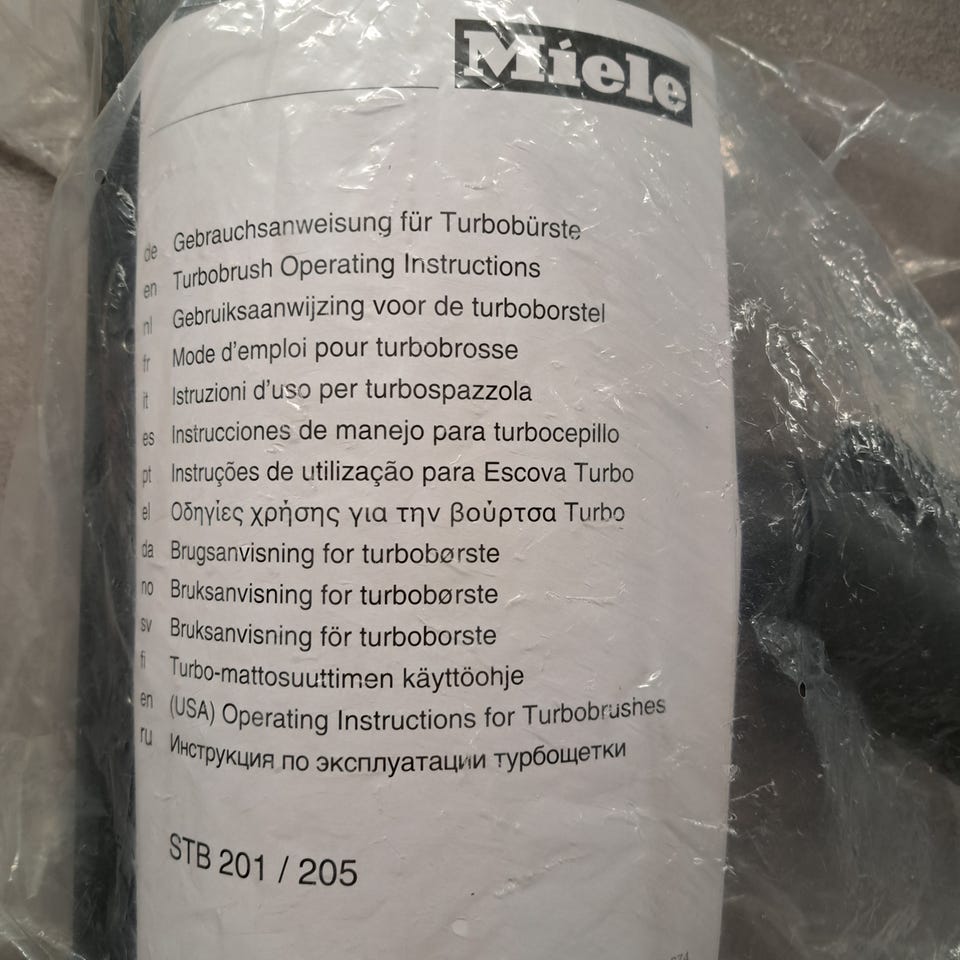 Miele
de Gebrauchsanweisung für Turbobürste
en Turbobrush Operating Instructions
nl Gebruiksaanwijzing voor de turboborstel
fr Mode d'emploi pour turbobrosse
it Istruzioni d'uso per turbospazzola
es Instrucciones de manejo para turbocepillo
pt Instruções de utilização para Escova Turbo
el Οδηγίες χρήσης για την βούρτσα Turbo
da Brugsanvisning for turbobørste
no Bruksanvisning for turbobørste
sv Bruksanvisning för turboborste
fi Turbo-mattosuuttimen käyttöohje
en (USA) Operating Instructions for Turbobrushes
ru Инструкция по эксплуатации турбощетки
STB 201 / 205